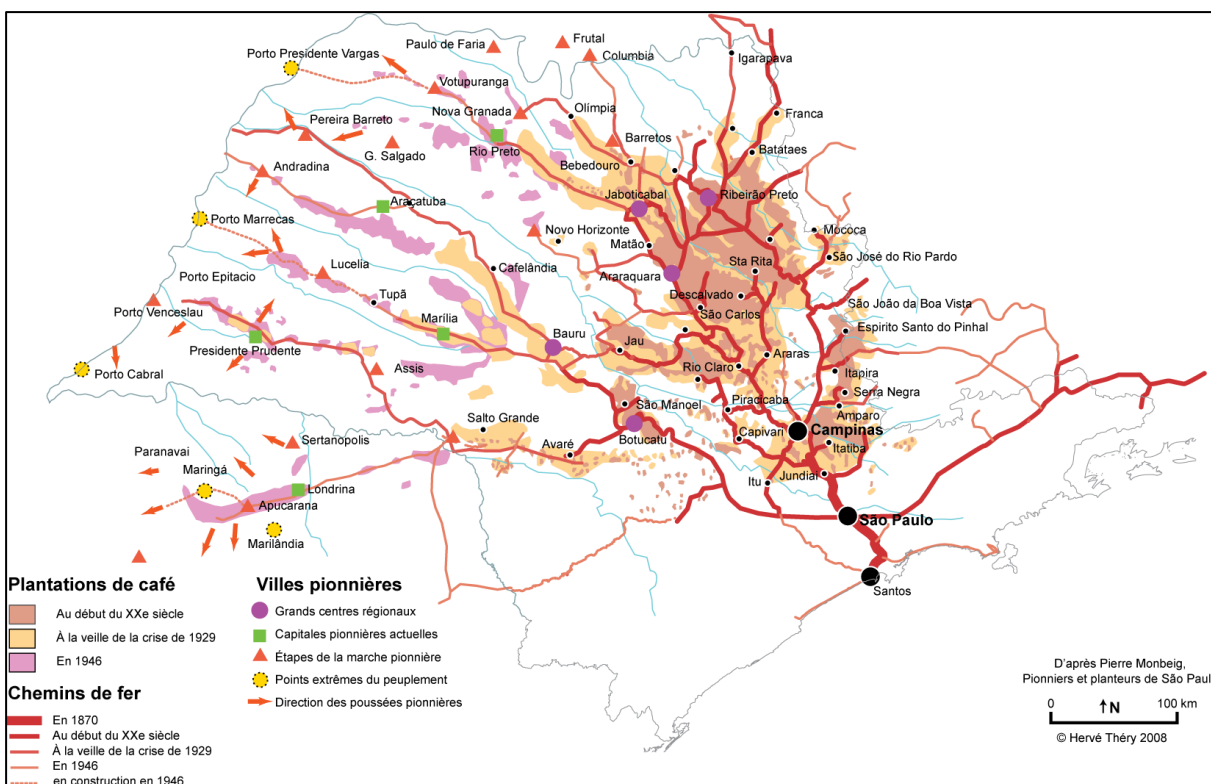 Porto Presidente Vargas
Paulo de Faria
Frutal
Columbia
Igarapava
Votupuranga
Nova Granada
Olímpia
Franca
Pereira Barreto
G. Salgado
Rio Preto
Barretos
Batataes
Bebedouro
Andradina
Araçatuba
Jaboticabal
Ribeirão Preto
Porto Marrecas
Novo Horizonte
Matão
Mococa
Sta Rita
São José do Rio Pardo
Porto Epitacio
Lucelia
Cafelândia
Araraquara
Descalvado
Tupã
São Carlos
São João da Boa Vista
Porto Venceslau
Marília
Bauru
Jau
Espirito Santo do Pinhal
Presidente Prudente
Araras
Porto Cabral
Assis
Rio Claro
Itapira
Serra Negra
São Manoel
Piracicaba
Amparo
Salto Grande
Botucatu
Capivari
Campinas
Sertanopolis
Avaré
Itatiba
Paranavai
Maringá
Londrina
Itu
Jundiaí
Apucarana
São Paulo
Marilândia
Santos
Plantations de café
Au début du XXe siècle
À la veille de la crise de 1929
En 1946
Chemins de fer
En 1870
Au début du XXe siècle
À la veille de la crise de 1929
En 1946
en construction en 1946
Villes pionnières
Grands centres régionaux
Capitales pionnières actuelles
Étapes de la marche pionnière
Points extrêmes du peuplement
Direction des poussées pionnières
D'après Pierre Monbeig,
Pionniers et planteurs de São Paul
0 N 100 km
© Hervé Théry 2008